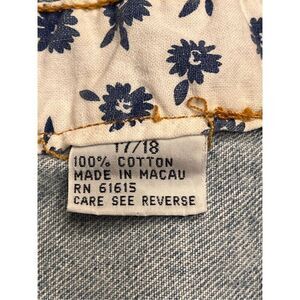 17/18
100% COTTON
MADE IN MACAU
RN 61615
CARE SEE REVERSE